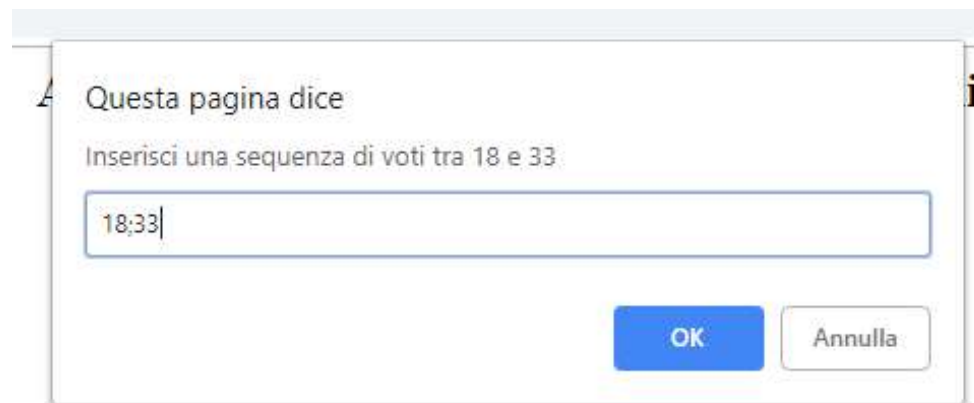 Questa pagina dice
Inserisci una sequenza di voti tra 18 e 33
18;33
OK Annulla